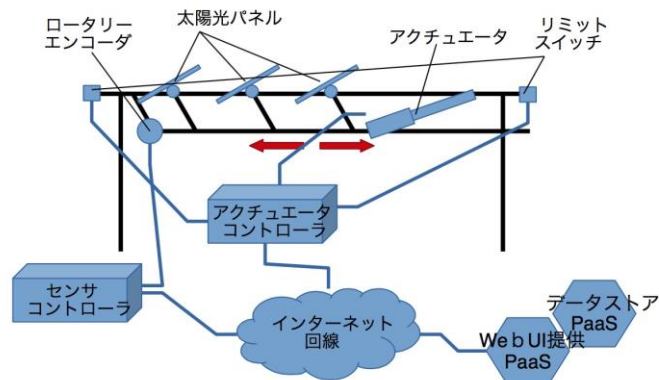 ロータリー
エンコーダ
太陽光パネル
アクチュエータ
リミット
スイッチ
アクチュエータ
コントローラ
センサ
コントローラ
インターネット
回線
データストア
PaaS
WebUI提供
PaaS